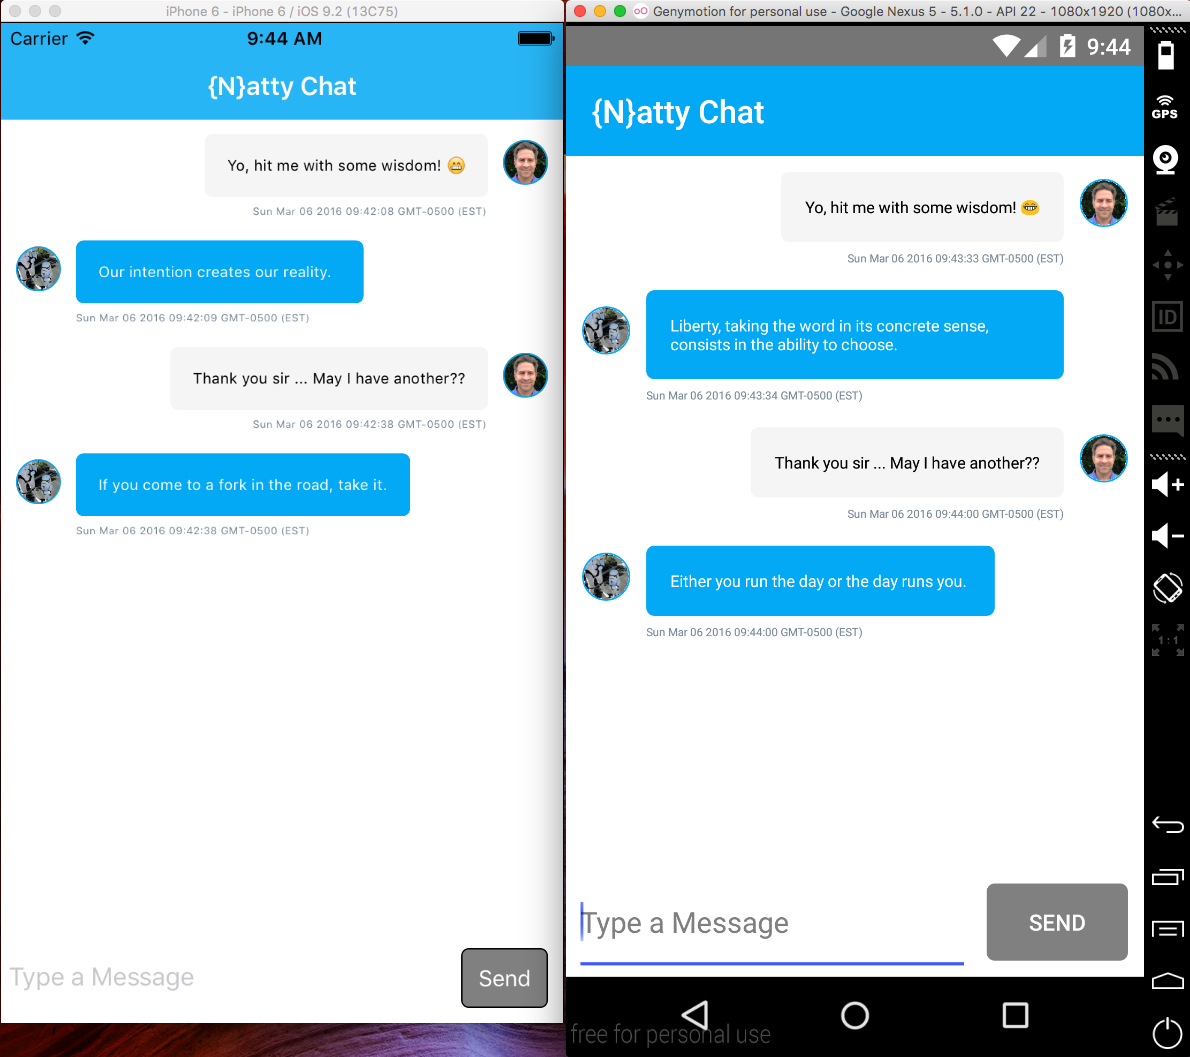 iPhone 6 - iPhone 6 / iOS 9.2 (13C75)
Carrier
9:44 AM
{N}atty Chat
Yo, hit me with some wisdom! 😁
Sun Mar 06 2016 09:42:08 GMT-0500 (EST)
Our intention creates our reality.
Sun Mar 06 2016 09:42:09 GMT-0500 (EST)
Thank you sir ... May I have another??
Sun Mar 06 2016 09:42:38 GMT-0500 (EST)
If you come to a fork in the road, take it.
Sun Mar 06 2016 09:42:38 GMT-0500 (EST)
Type a Message
Send
Genymotion for personal use - Google Nexus 5 - 5.1.0 - API 22 - 1080x1920 (1080x...
9:44
{N}atty Chat
Yo, hit me with some wisdom! 😁
Sun Mar 06 2016 09:43:33 GMT-0500 (EST)
Liberty, taking the word in its concrete sense,
consists in the ability to choose.
Sun Mar 06 2016 09:43:34 GMT-0500 (EST)
Thank you sir ... May I have another??
Sun Mar 06 2016 09:44:00 GMT-0500 (EST)
Either you run the day or the day runs you.
Sun Mar 06 2016 09:44:00 GMT-0500 (EST)
Type a Message
SEND
free for personal use
GPS
ID
1:1